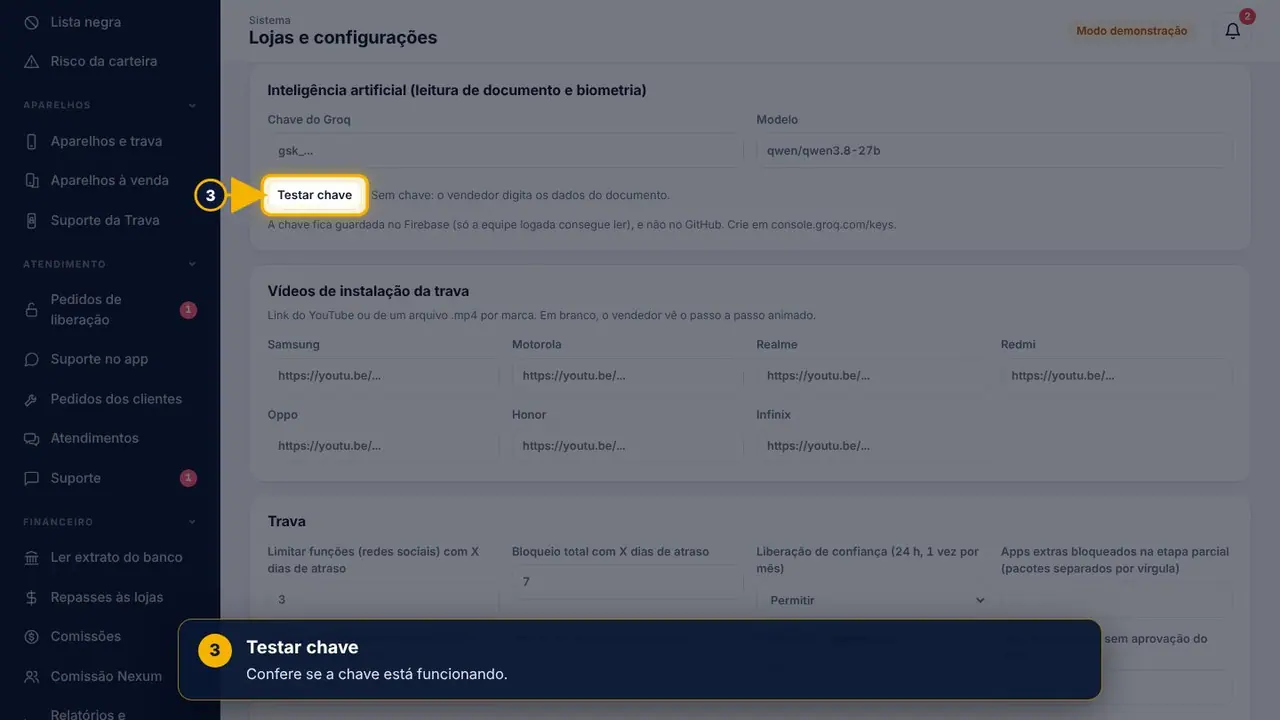 Lista negra
Risco da carteira
APARELHOS
Aparelhos e trava
Aparelhos à venda
Suporte da Trava
ATENDIMENTO
Pedidos de
liberação
1
Suporte no app
Pedidos dos clientes
Atendimentos
Suporte
1
FINANCEIRO
Ler extrato do banco
Repasses às lojas
Comissões
Comissão Nexum
Relatórios e
Sistema
Lojas e configurações
Modo demonstração
2
Inteligência artificial (leitura de documento e biometria)
Chave do Groq
Modelo
gsk_...
qwen/qwen3.8-27b
3
Testar chave
Sem chave: o vendedor digita os dados do documento.
A chave fica guardada no Firebase (só a equipe logada consegue ler), e não no GitHub. Crie em console.groq.com/keys.
Vídeos de instalação da trava
Link do YouTube ou de um arquivo .mp4 por marca. Em branco, o vendedor vê o passo a passo animado.
Samsung
Motorola
Realme
Redmi
https://youtu.be/...
https://youtu.be/...
https://youtu.be/...
https://youtu.be/...
Oppo
Honor
Infinix
https://youtu.be/...
https://youtu.be/...
https://youtu.be/...
Trava
Limitar funções (redes sociais) com X
dias de atraso
3
Bloqueio total com X dias de atraso
7
Liberação de confiança (24 h, 1 vez por
mês)
Permitir
Apps extras bloqueados na etapa parcial
(pacotes separados por vírgula)
sem aprovação do
3
Testar chave
Confere se a chave está funcionando.